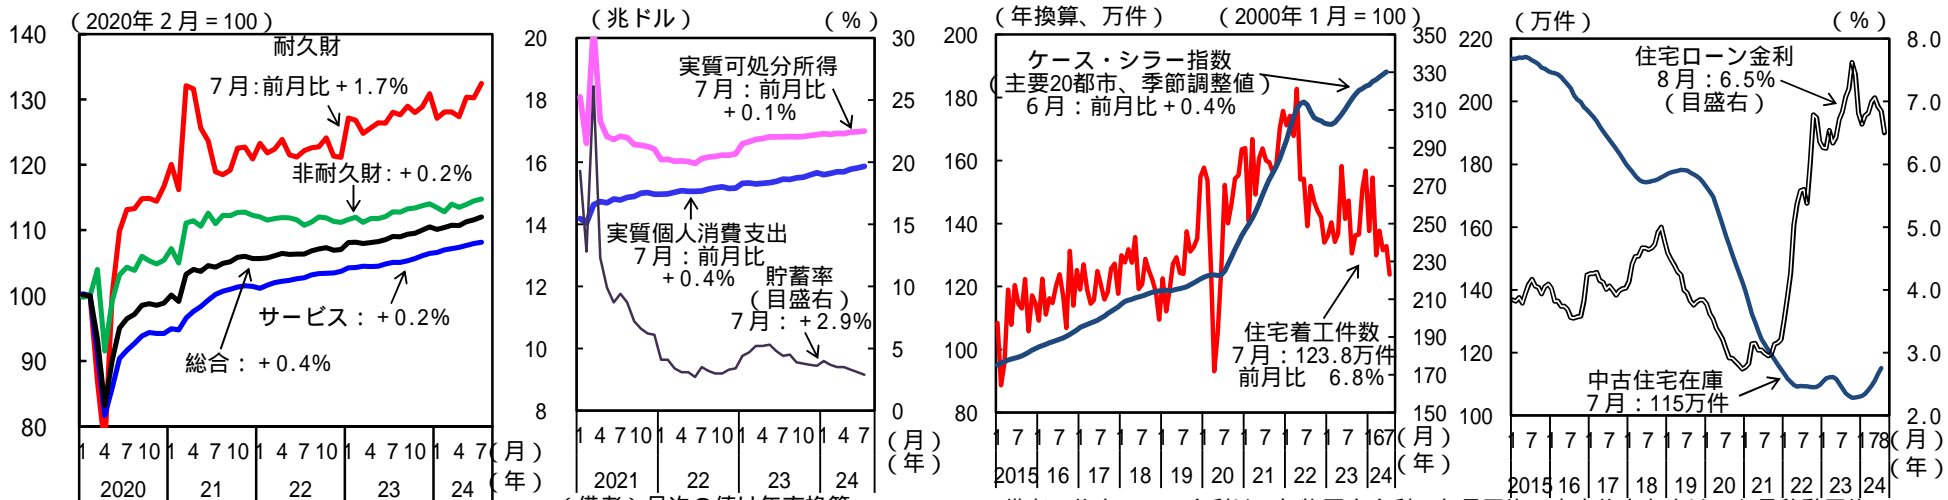 （2020年２月＝100）
140
130
120
110
100
90
80
耐久財
７月：前月比＋1.7%
非耐久財：＋0.2%
サービス：＋0.2%
総合：＋0.4%
1 4 7 10 1 4 7 10 1 4 7 10 1 4 7 10 1 4 7（月）
2020 21 22 23 24（年）
（兆ドル）
（％）
20
18
16
14
12
10
8
30
25
20
15
10
5
0
実質可処分所得
７月：前月比
＋0.1%
実質個人消費支出
７月：前月比
＋0.4%
貯蓄率
（目盛右）
７月：＋2.9%
1 4 7 10 1 4 7 10 1 4 7 10 1 4 7（月）
2021 22 23 24（年）
（年換算、万件）
（2000年１月＝100）
200
180
160
140
120
100
80
350
330
310
290
270
250
230
210
190
170
150
ケース・シラー指数
（主要20都市、季節調整値）
６月：前月比＋0.4%
住宅着工件数
７月：123.8万件
前月比　6.8%
1 7 1 7 1 7 1 7 1 7 1 7 1 7 1 7 1 7 1 6 7（月）
2015 16 17 18 19 20 21 22 23 24（年）
（万件）
（％）
220
200
180
160
140
120
100
8.0
7.0
6.0
5.0
4.0
3.0
2.0
住宅ローン金利
８月：6.5%
（目盛右）
中古住宅在庫
７月：115万件
1 7 1 7 1 7 1 7 1 7 1 7 1 7 1 7 1 7 1 7 8（月）
2015 16 17 18 19 20 21 22 23 24（年）